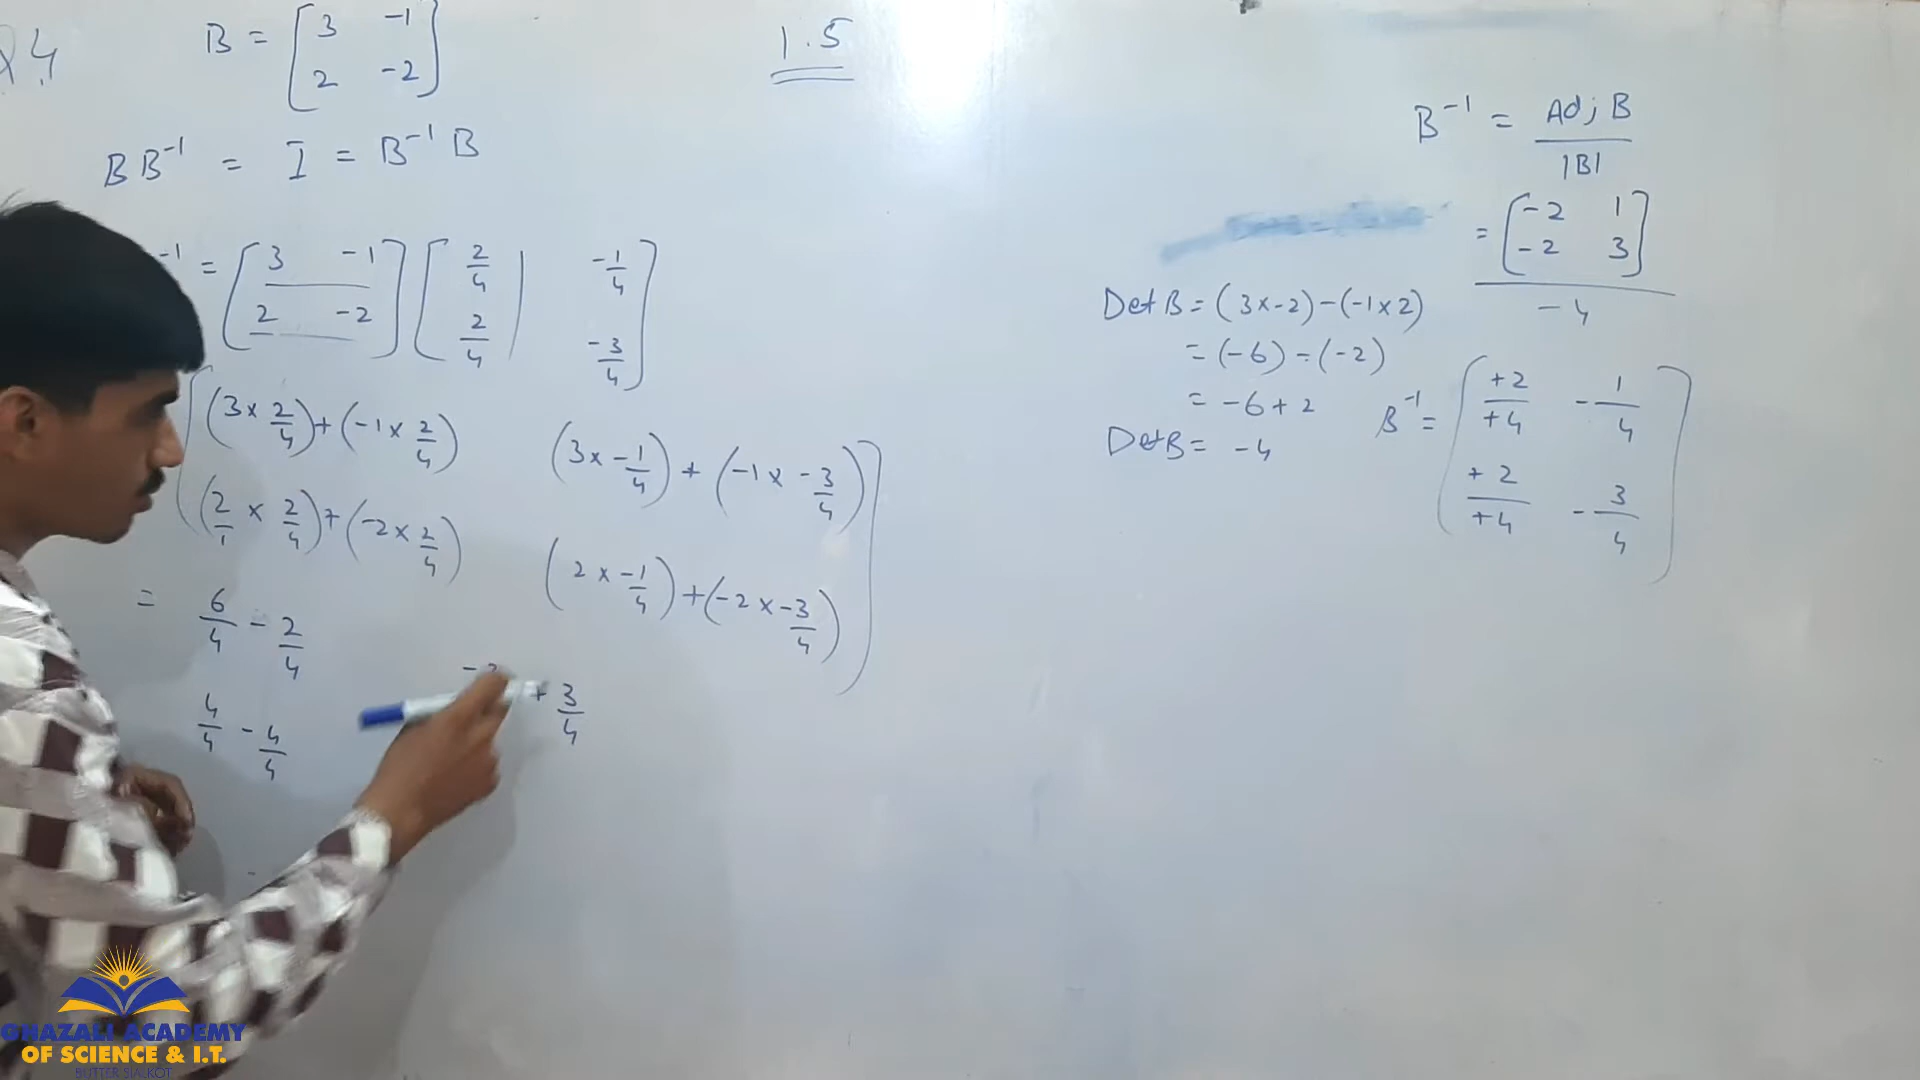 Q4
B = [3 -1
2 -2]
1.5
BB⁻¹ = I = B⁻¹B
⁻¹ = [3 -1 2 -2] [2/4 -1/4 2/4 -3/4]
(3 × 2/4) + (-1 × 2/4) (3 × -1/4) + (-1 × -3/4)
(2/1 × 2/4) + (-2 × 2/4) (2 × -1/4) + (-2 × -3/4)
= 6/4 - 2/4
+ 3/4
4/4 - 4/4
B⁻¹ = Adj B / |B|
= [-2 1 -2 3] / -4
Det B = (3×-2) - (-1×2)
= (-6) - (-2)
= -6 + 2
Det B = -4
B⁻¹ = [+2/+4 -1/4
+2/+4 -3/4]
GHAZALI ACADEMY
OF SCIENCE & I.T.
BUTTER SIALKOT